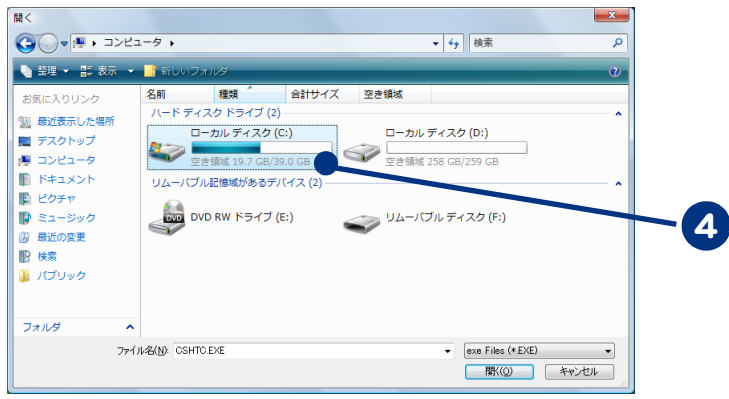 開く
コンピュータ
検索
整理 表示 新しいフォルダ
お気に入りリンク
最近表示した場所
デスクトップ
コンピュータ
ドキュメント
ピクチャ
ミュージック
最近の変更
検索
パブリック
フォルダ
名前 種類 合計サイズ 空き領域
ハード ディスク ドライブ (2)
ローカル ディスク (C:)
空き領域 19.7 GB/39.0 GB
ローカル ディスク (D:)
空き領域 258 GB/259 GB
リムーバブル記憶域があるデバイス (2)
DVD
DVD RW ドライブ (E:)
リムーバブル ディスク (F:)
4
ファイル名(N): CSHTC.EXE
exe Files (*.EXE)
開く(O) キャンセル